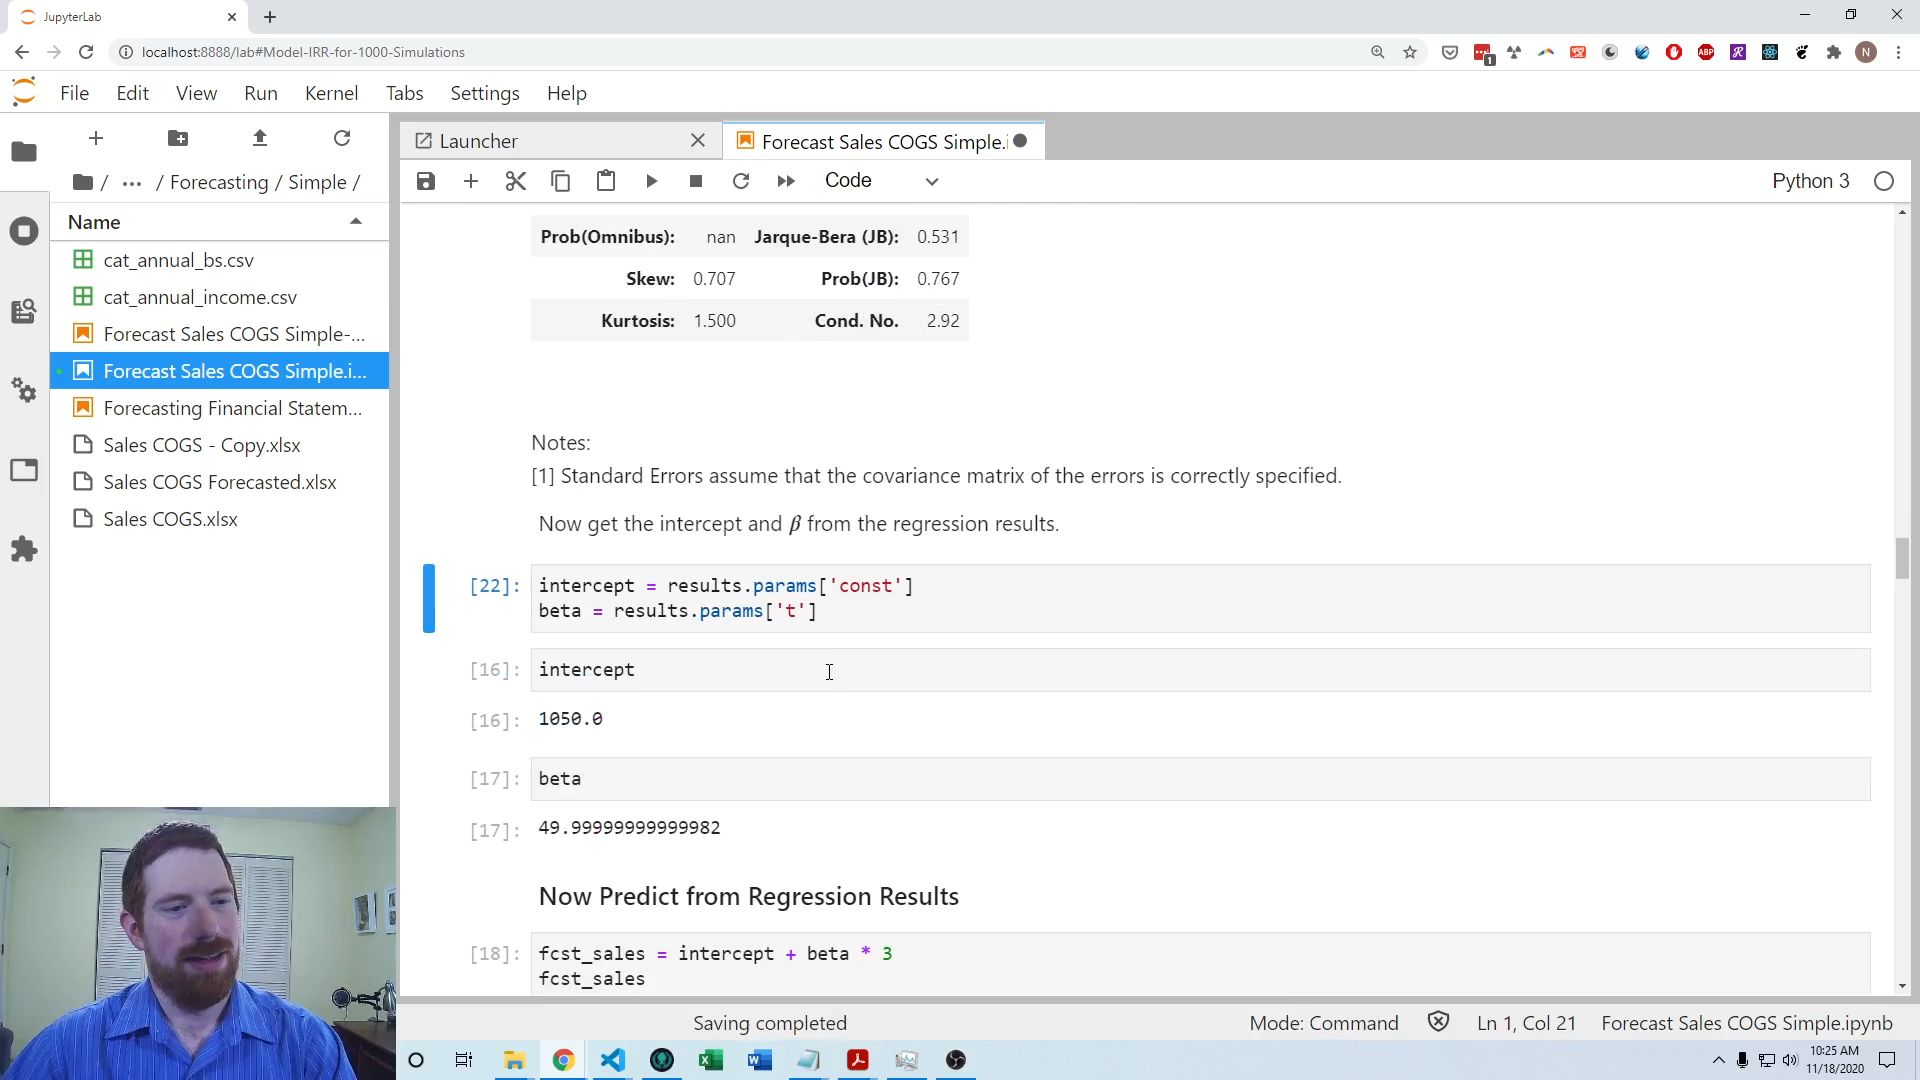 JupyterLab
localhost:8888/lab#Model-IRR-for-1000-Simulations
1
ABP
R
N
File Edit View Run Kernel Tabs Settings Help
Launcher
Forecast Sales COGS Simple.i
/ ... / Forecasting / Simple /
Code
Python 3
Name
cat_annual_bs.csv
cat_annual_income.csv
Forecast Sales COGS Simple-...
Forecast Sales COGS Simple.i...
Forecasting Financial Statem...
Sales COGS - Copy.xlsx
Sales COGS Forecasted.xlsx
Sales COGS.xlsx
Prob(Omnibus): nan Jarque-Bera (JB): 0.531
Skew: 0.707 Prob(JB): 0.767
Kurtosis: 1.500 Cond. No. 2.92
Notes:
[1] Standard Errors assume that the covariance matrix of the errors is correctly specified.
Now get the intercept and β from the regression results.
[22]: intercept = results.params['const']
beta = results.params['t']
[16]: intercept
[16]: 1050.0
[17]: beta
[17]: 49.99999999999982
Now Predict from Regression Results
[18]: fcst_sales = intercept + beta * 3
fcst_sales
Saving completed
Mode: Command
Ln 1, Col 21
Forecast Sales COGS Simple.ipynb
10:25 AM
11/18/2020